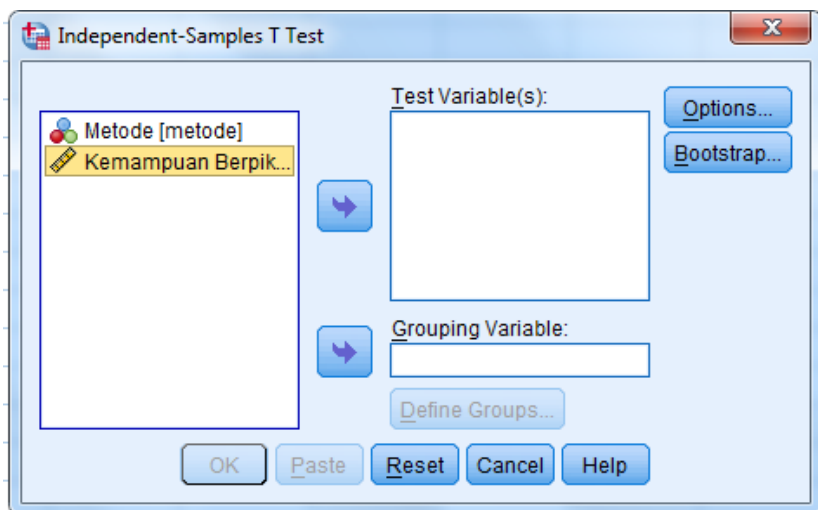 Independent-Samples T Test
Metode [metode]
Kemampuan Berpik...
Test Variable(s):
Options...
Bootstrap...
Grouping Variable:
Define Groups...
OK
Paste
Reset
Cancel
Help